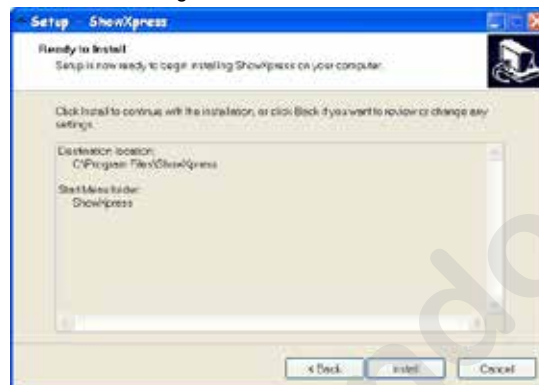 Setup - ShowXpress
Ready to Install
Setup is now ready to begin installing ShowXpress on your computer.
Click Install to continue with the installation, or click Back if you want to review or change any
settings.
Destination location:
C:\Program Files\ShowXpress
Start Menu folder:
ShowXpress
< Back
Install
Cancel